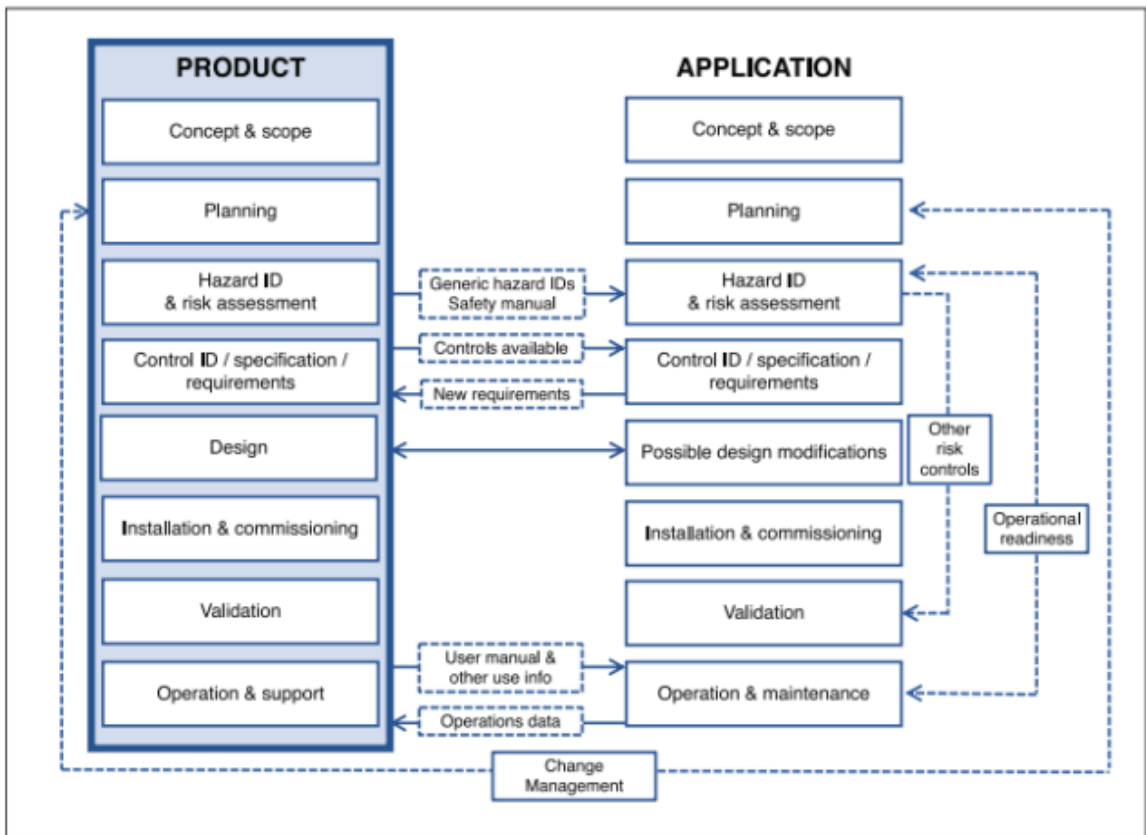 PRODUCT
Concept & scope
Planning
Hazard ID
& risk assessment
Control ID / specification /
requirements
Design
Installation & commissioning
Validation
Operation & support
Generic hazard IDs
Safety manual
Controls available
New requirements
User manual &
other use info
Operations data
APPLICATION
Concept & scope
Planning
Hazard ID
& risk assessment
Control ID / specification /
requirements
Possible design modifications
Installation & commissioning
Validation
Operation & maintenance
Other
risk
controls
Operational
readiness
Change
Management